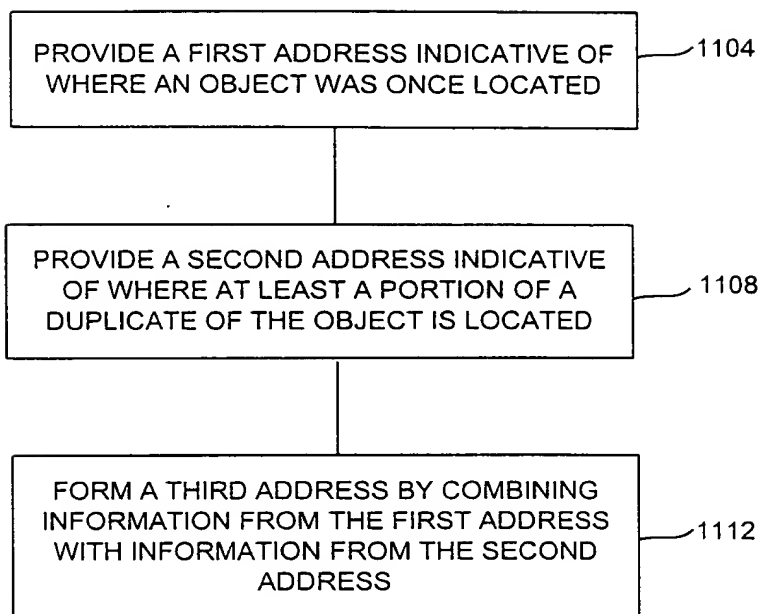 PROVIDE A FIRST ADDRESS INDICATIVE OF
WHERE AN OBJECT WAS ONCE LOCATED
1104
PROVIDE A SECOND ADDRESS INDICATIVE
OF WHERE AT LEAST A PORTION OF A
DUPLICATE OF THE OBJECT IS LOCATED
1108
FORM A THIRD ADDRESS BY COMBINING
INFORMATION FROM THE FIRST ADDRESS
WITH INFORMATION FROM THE SECOND
ADDRESS
1112